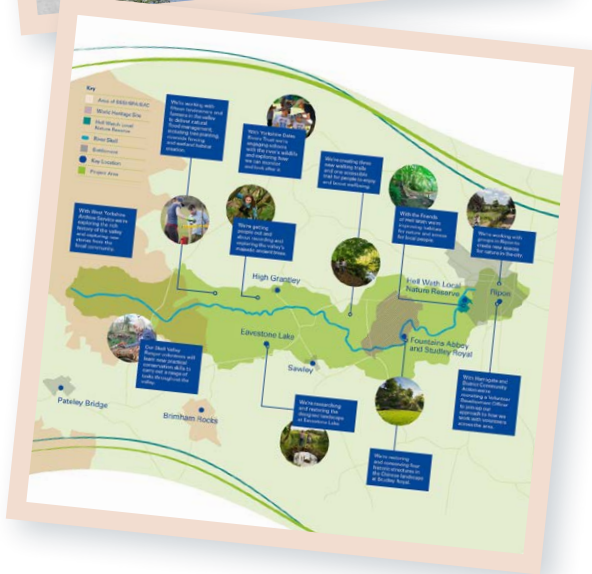 Key
Area of
World Heritage Site
Hell Wath Local
Nature Reserve
River Skell
Settlement
Key Location
Project Area
We're working with
farmers in the valley
to deliver natural
flood management,
including tree planting,
and wetland habitat
creation.
With Yorkshire Dales
Rivers Trust we're
engaging citizens
with the river's wildlife
and exploring how
we can monitor
and look after it.
We're creating three
new walking trails
and one accessible
trail for people to enjoy
and boost wellbeing.
With the Friends
of Hell Wath we're
improving habitats
for nature and access
for local people.
We're working with
groups in Ripon to
create new spaces
for nature
With West Yorkshire
Archive Service we're
exploring the rich
history of the valley
and capturing new
stories from the
local community.
We're getting
people out and
about recording and
exploring the valley's
majestic ancient trees.
High Grantley
Hell Wath Local
Nature Reserve
Ripon
Eavestone Lake
Fountains Abbey
and Studley Royal
Sawley
Our Skell Valley
Ranger volunteers will
learn new practical
conservation skills to
carry out a range of
tasks throughout the
valley.
Pateley Bridge
Brimham Rocks
We're researching
and restoring the
designed landscape
at Eavestone Lake
With Harrogate and
District Community
Action we're
recruiting a Volunteer
Development Officer
to join up our
approach to how we
work with volunteers
across the area.
We're restoring
and conserving four
historic structures in
the Chinese landscape
at Studley Royal.